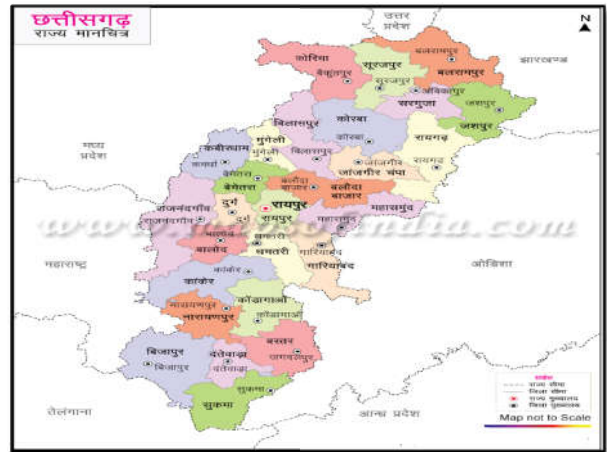 छत्तीसगढ़
राज्य मानचित्र
उत्तर
प्रदेश
N
झारखण्ड
मध्य
प्रदेश
महाराष्ट्र
ओडिशा
तेलंगाना
आन्ध्र प्रदेश
कोरिया
बैकुंठपुर
सूरजपुर
सुरजपुर
बलरामपुर
बलरामपुर
अंबिकापुर
सरगुजा
जशपुर
जशपुर
बिलासपुर
बिलासपुर
कोरबा
कोरबा
रायगढ़
रायगढ़
कबीरधाम
कवर्धा
मुंगेली
मुंगेली
जांजगीर
जांजगीर चंपा
बेमेतरा
बेमेतरा
बलौदा
बाजार
बलौदा
बाजार
राजनंदगाँव
राजनंदगाँव
दुर्ग
दुर्ग
रायपुर
रायपुर
महासमुंद
महासमुंद
बालोद
बालोद
धमतरी
धमतरी
गारियाबंद
गारियाबंद
कांकेर
कांकेर
नारायणपुर
नारायणपुर
कोंडागाओं
कोंडागाओं
बस्तर
जगदलपुर
बिजापुर
बिजापुर
दंतेवाड़ा
दंतेवाड़ा
सुकमा
सुकमा
राज्य सीमा
जिला सीमा
राज्य मुख्यालय
जिला मुख्यालय
Map not to Scale